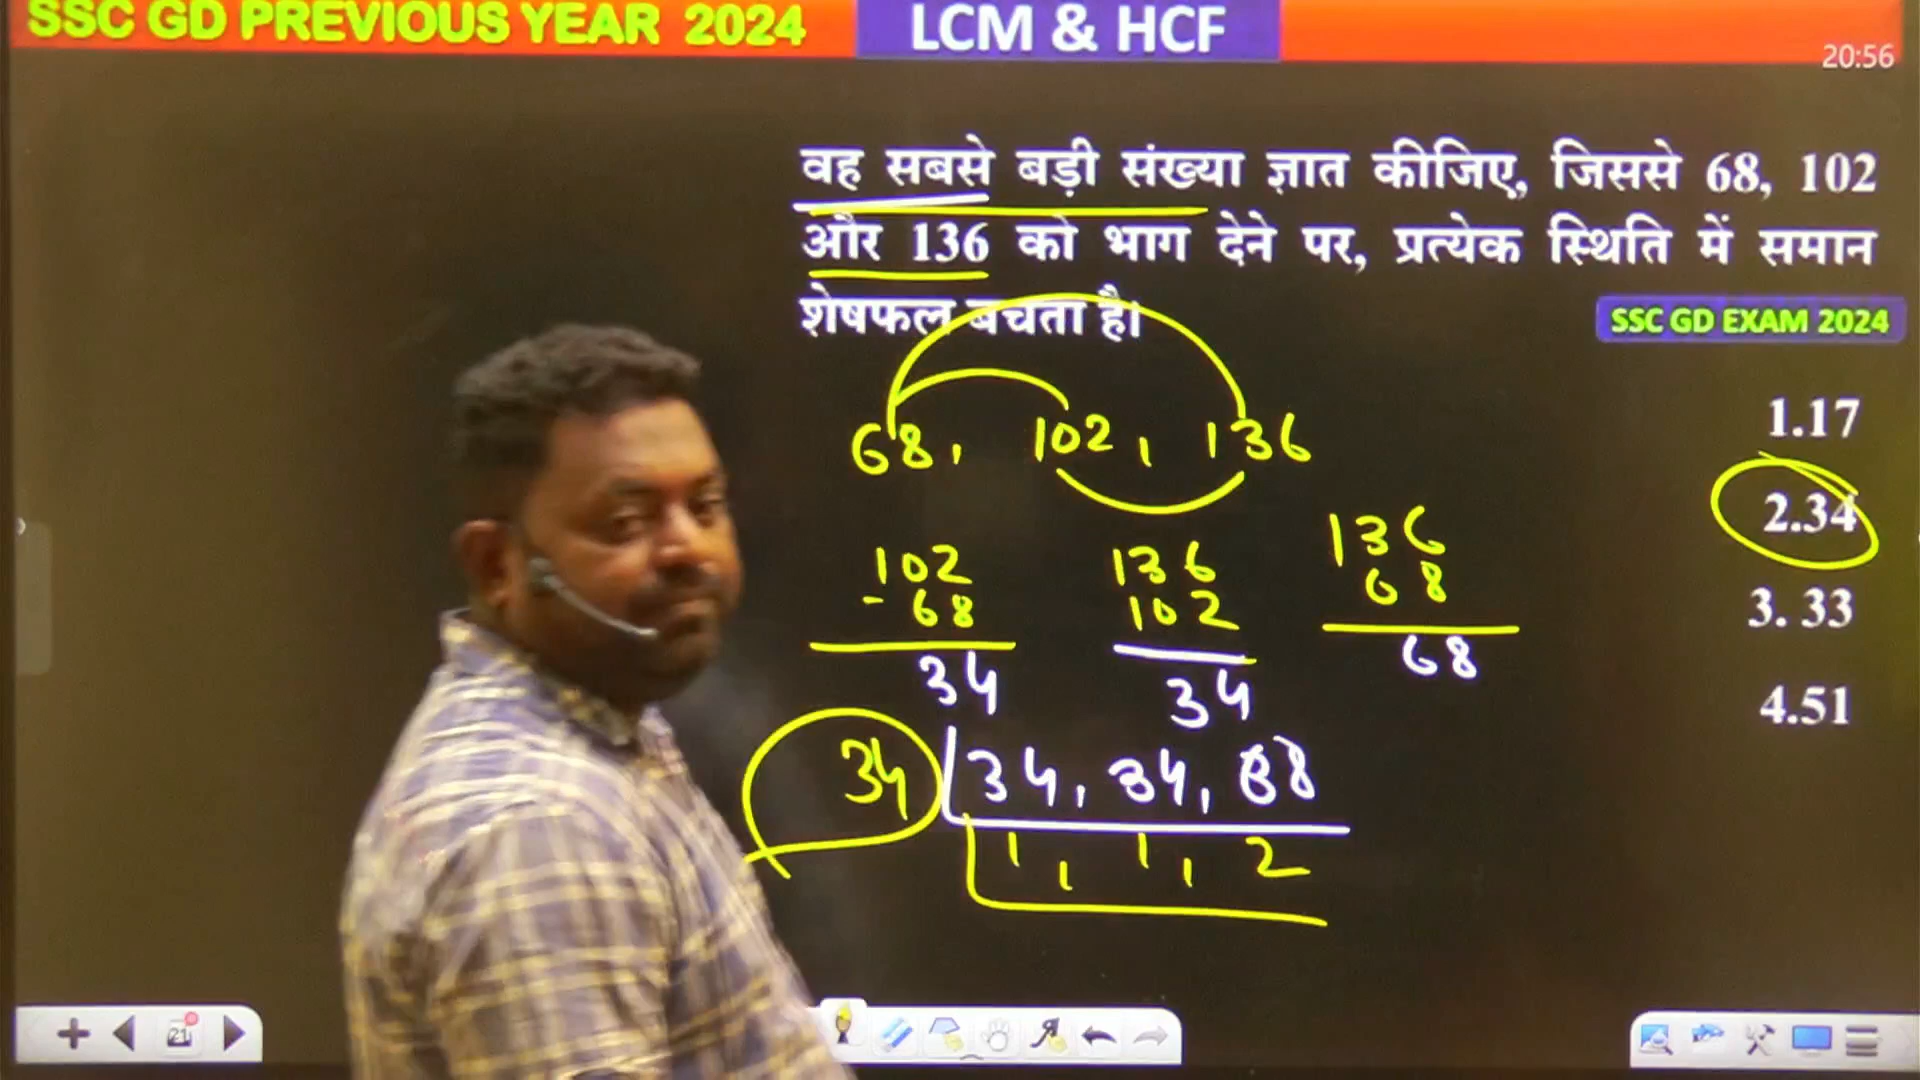 SSC GD PREVIOUS YEAR 2024
LCM & HCF
20:56
वह सबसे बड़ी संख्या ज्ञात कीजिए, जिससे 68, 102
और 136 को भाग देने पर, प्रत्येक स्थिति में समान
शेषफल बचता है।
SSC GD EXAM 2024
1.17
2.34
3. 33
4.51
68, 102, 136
102
- 68
34
136
102
34
136
68
68
34 34, 34, 68
1, 1, 2
21